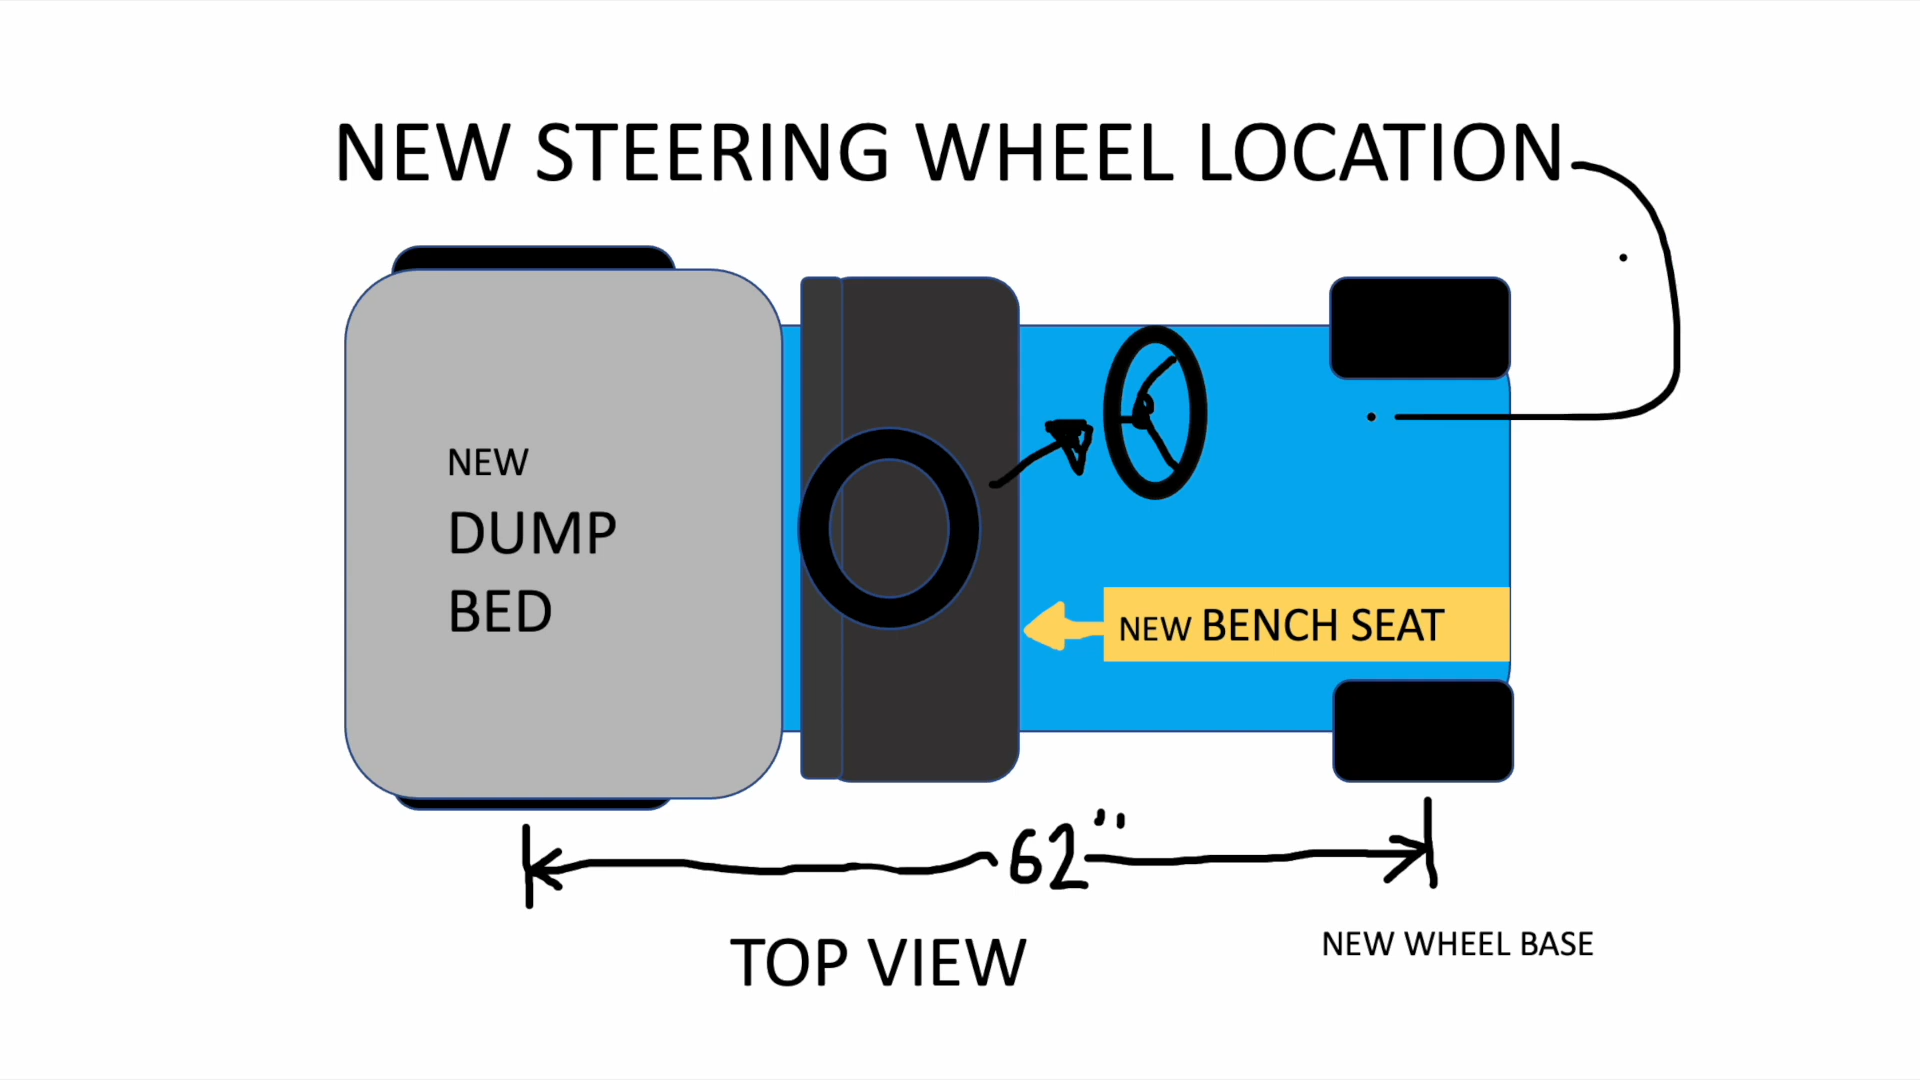 NEW STEERING WHEEL LOCATION
NEW
DUMP
BED
NEW BENCH SEAT
62"
TOP VIEW
NEW WHEEL BASE